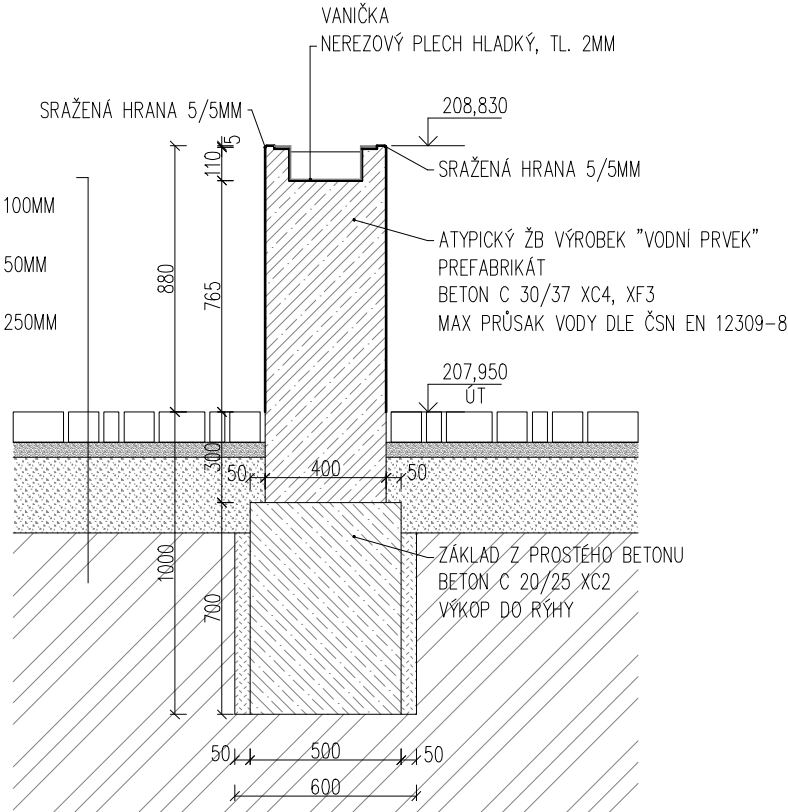 VANIČKA
NEREZOVÝ PLECH HLADKÝ, TL. 2MM
SRAŽENÁ HRANA 5/5MM
208,830
5
110
SRAŽENÁ HRANA 5/5MM
100MM
50MM
250MM
880
765
ATYPICKÝ ŽB VÝROBEK "VODNÍ PRVEK"
PREFABRIKÁT
BETON C 30/37 XC4, XF3
MAX PRŮSAK VODY DLE ČSN EN 12309-8
207,950
ÚT
300
50
400
50
1000
700
ZÁKLAD Z PROSTÉHO BETONU
BETON C 20/25 XC2
VÝKOP DO RÝHY
50
500
50
600